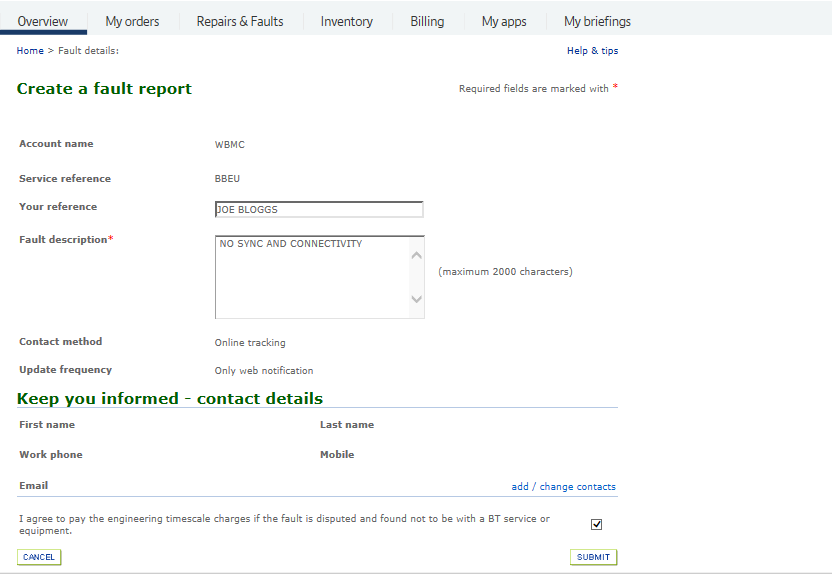 Overview My orders Repairs & Faults Inventory Billing My apps My briefings
Home > Fault details: Help & tips
Create a fault report Required fields are marked with *
Account name WBMC
Service reference BBEU
Your reference JOE BLOGGS
Fault description* NO SYNC AND CONNECTIVITY
(maximum 2000 characters)
Contact method Online tracking
Update frequency Only web notification
Keep you informed - contact details
First name Last name
Work phone Mobile
Email add / change contacts
I agree to pay the engineering timescale charges if the fault is disputed and found not to be with a BT service or
equipment.
CANCEL SUBMIT